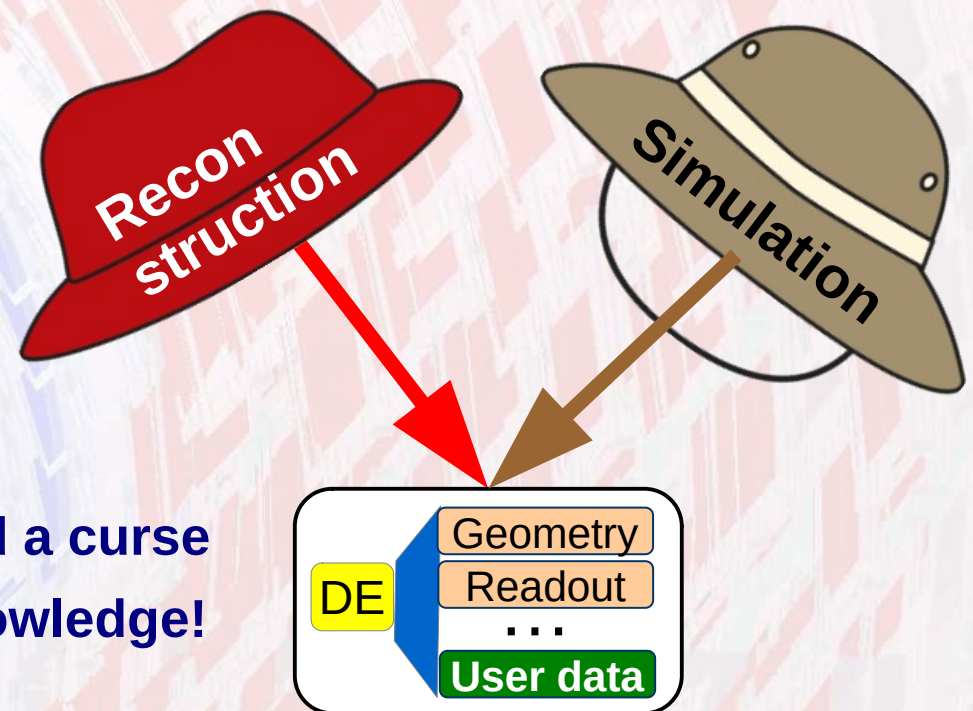 Recon
struction
Simulation
a curse
Geometry
DE
Readout
...
owledge!
User data